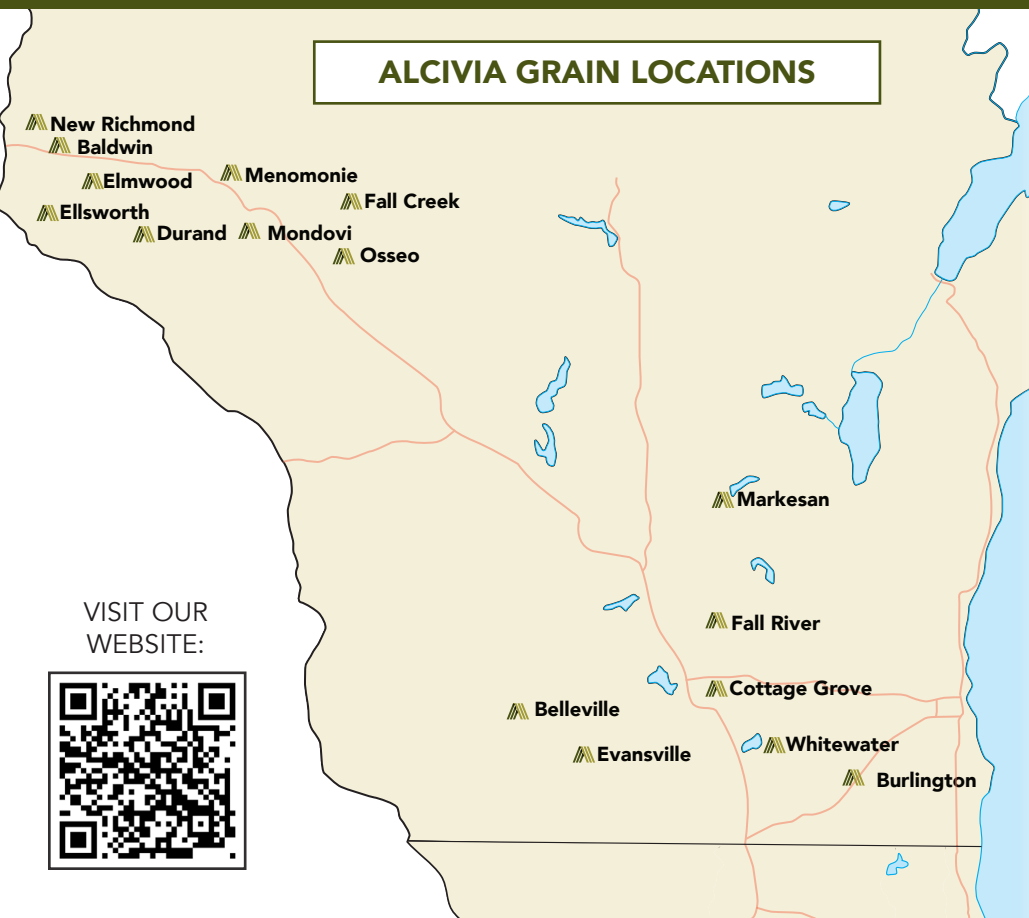 ALCIVIA GRAIN LOCATIONS
New Richmond
Baldwin
Elmwood
Menomonie
Fall Creek
Ellsworth
Durand
Mondovi
Osseo
Markesan
VISIT OUR
WEBSITE:
Fall River
Cottage Grove
Belleville
Whitewater
Evansville
Burlington